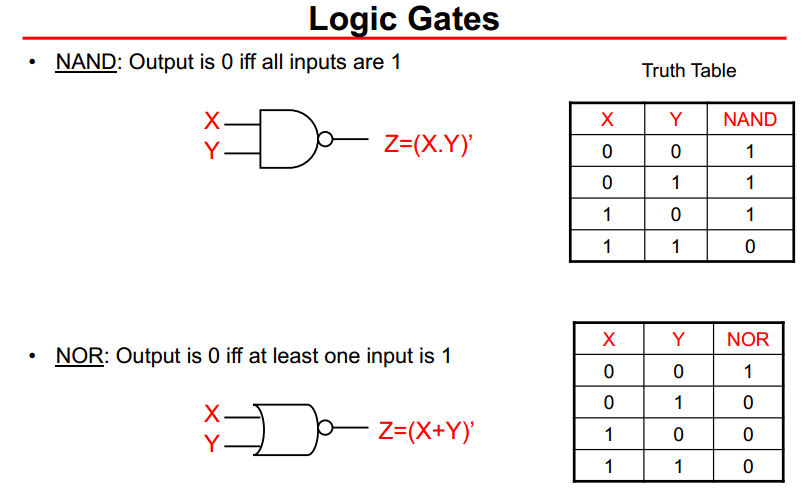 Logic Gates
• NAND: Output is 0 iff all inputs are 1
Truth Table
X
Y
Z=(X.Y)’
X Y NAND
0 0 1
0 1 1
1 0 1
1 1 0
• NOR: Output is 0 iff at least one input is 1
X
Y
Z=(X+Y)’
X Y NOR
0 0 1
0 1 0
1 0 0
1 1 0